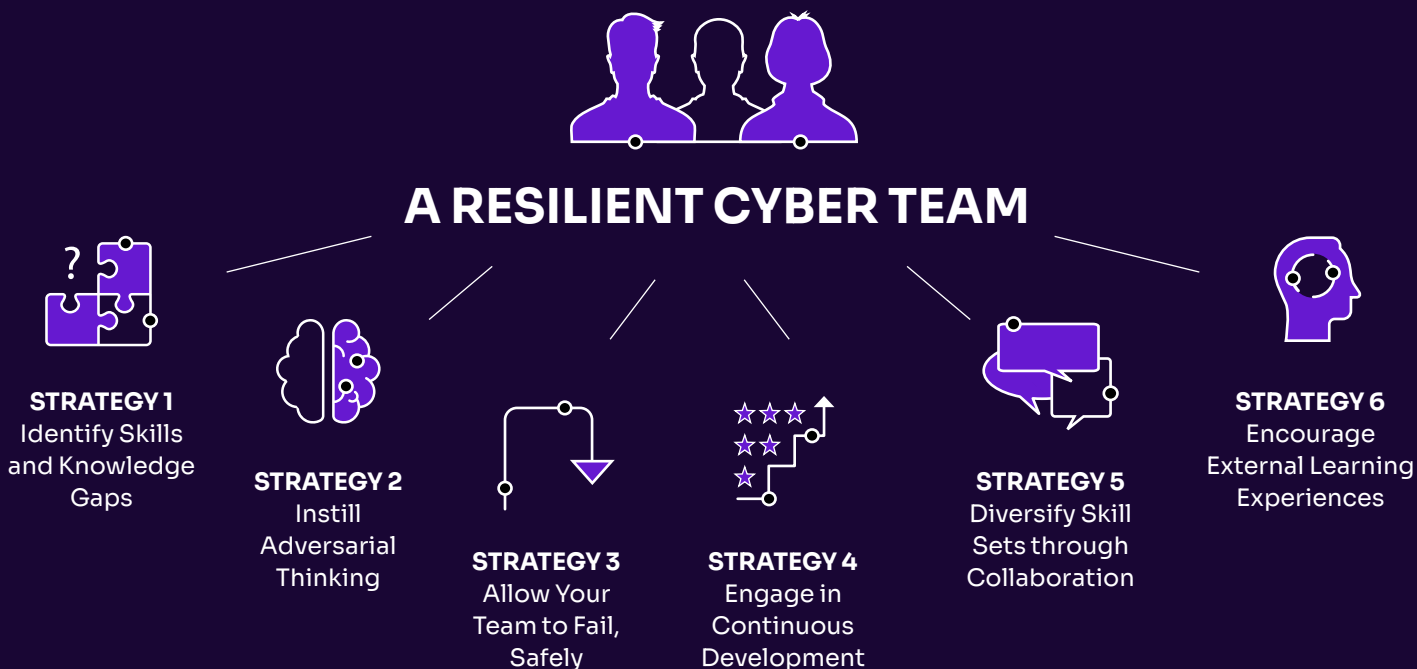 ?
A RESILIENT CYBER TEAM
STRATEGY 1
Identify Skills
and Knowledge
Gaps
STRATEGY 2
Instill
Adversarial
Thinking
STRATEGY 3
Allow Your
Team to Fail,
Safely
STRATEGY 4
Engage in
Continuous
Development
STRATEGY 5
Diversify Skill
Sets through
Collaboration
STRATEGY 6
Encourage
External Learning
Experiences